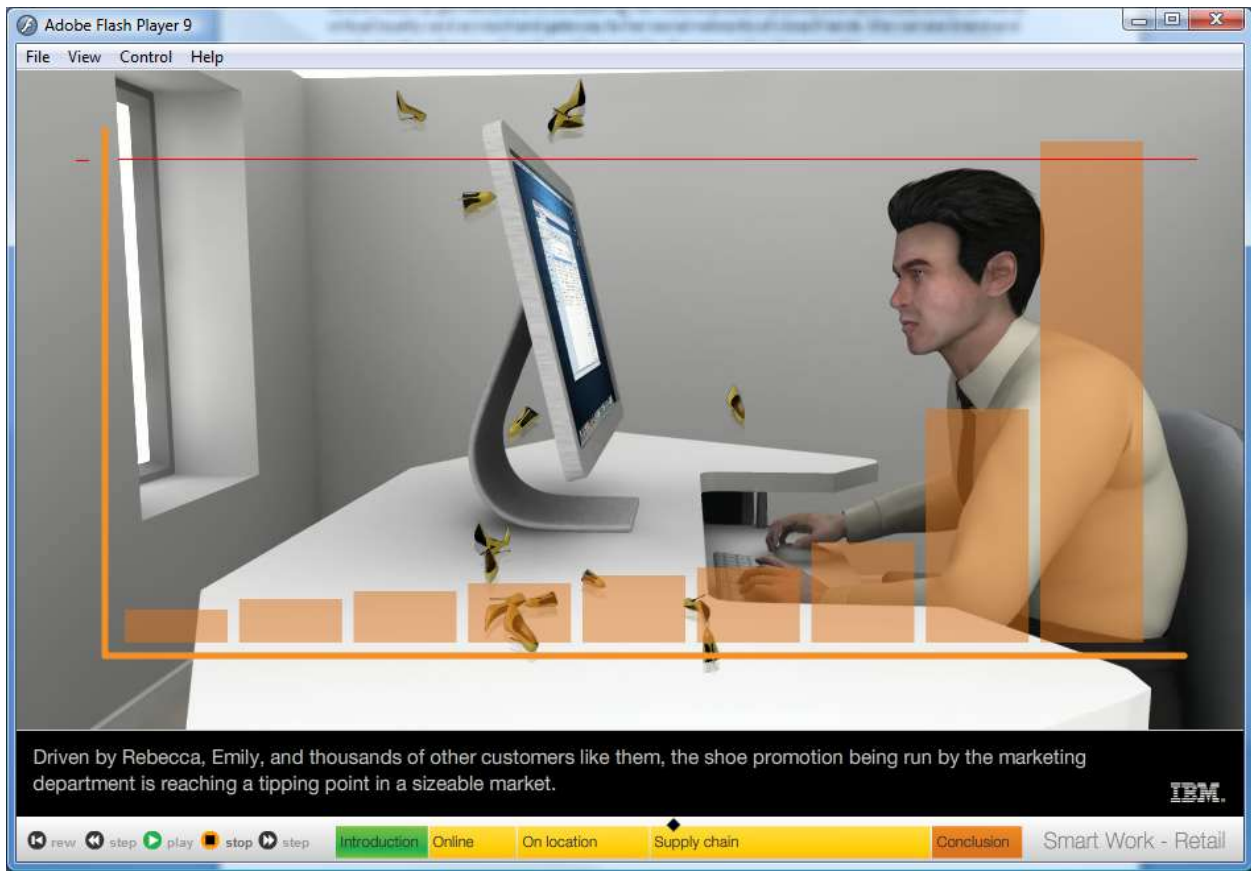 Adobe Flash Player 9
File View Control Help
Driven by Rebecca, Emily, and thousands of other customers like them, the shoe promotion being run by the marketing
department is reaching a tipping point in a sizeable market.
IBM.
rew step play stop step Introduction Online On location Supply chain Conclusion Smart Work - Retail